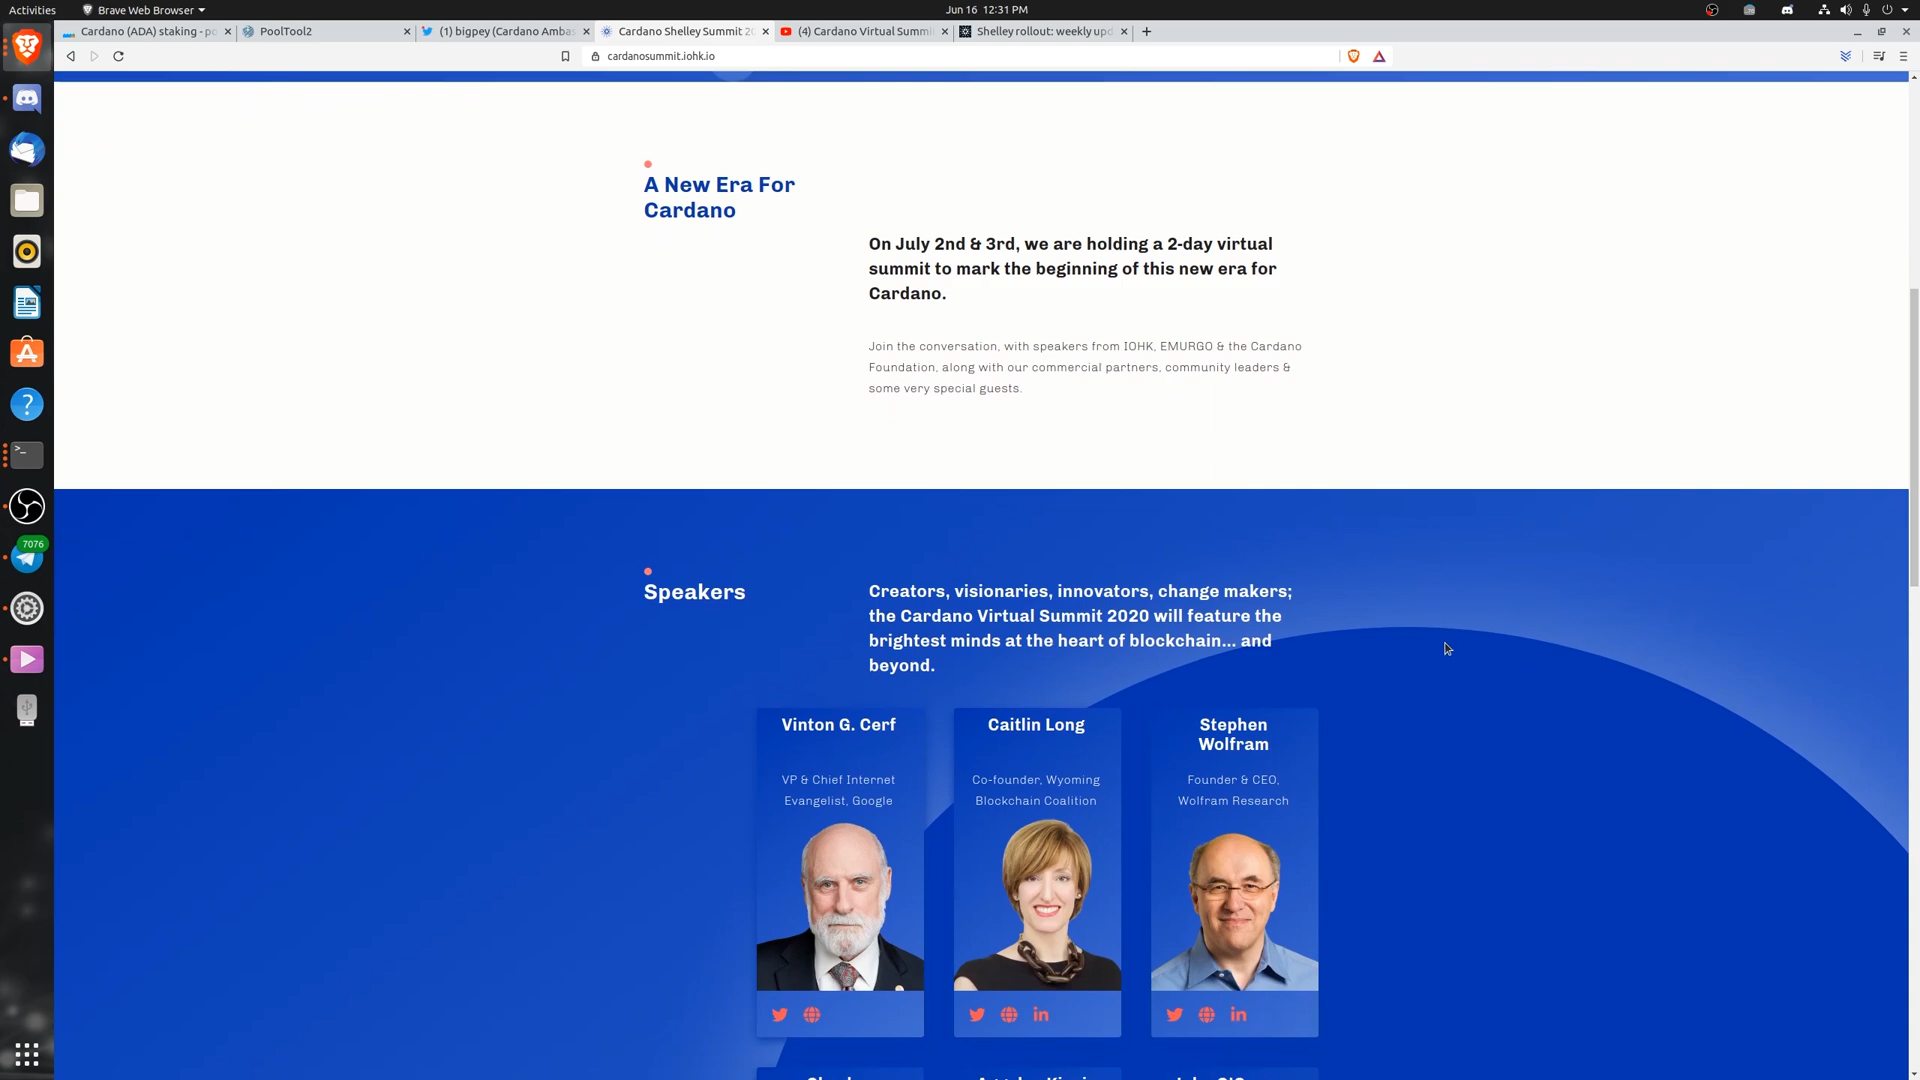 Activities
Brave Web Browser
Jun 16 12:31 PM
Cardano (ADA) staking - po
PoolTool2
(1) bigpey (Cardano Ambas
Cardano Shelley Summit 20
(4) Cardano Virtual Summi
Shelley rollout: weekly upd
cardanosummit.iohk.io
A New Era For
Cardano
On July 2nd & 3rd, we are holding a 2-day virtual
summit to mark the beginning of this new era for
Cardano.
Join the conversation, with speakers from IOHK, EMURGO & the Cardano
Foundation, along with our commercial partners, community leaders &
some very special guests.
7076
Speakers
Creators, visionaries, innovators, change makers;
the Cardano Virtual Summit 2020 will feature the
brightest minds at the heart of blockchain... and
beyond.
Vinton G. Cerf
VP & Chief Internet
Evangelist, Google
Caitlin Long
Co-founder, Wyoming
Blockchain Coalition
Stephen
Wolfram
Founder & CEO,
Wolfram Research